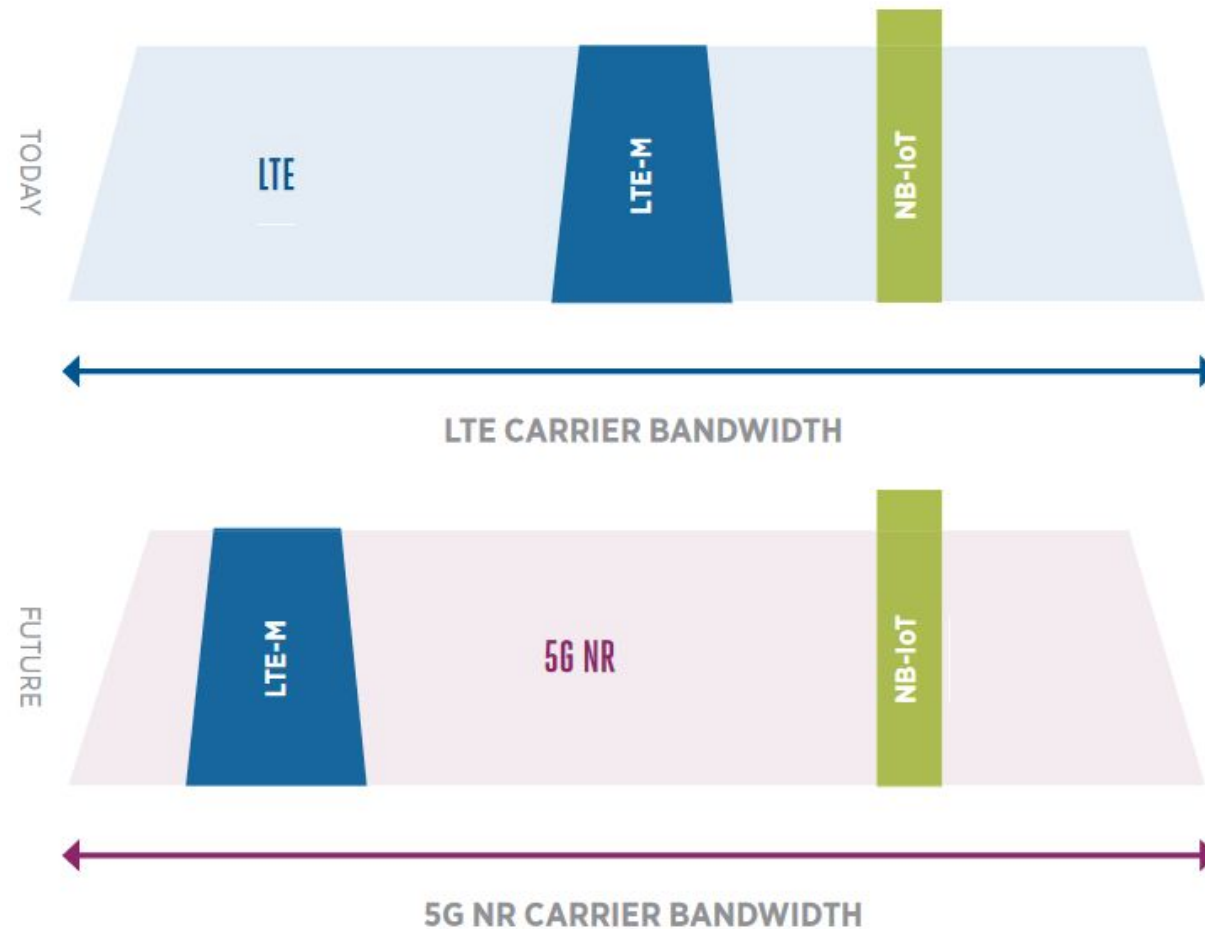 TODAY
LTE
LTE-M
NB-IoT
LTE CARRIER BANDWIDTH
FUTURE
LTE-M
5G NR
NB-IoT
5G NR CARRIER BANDWIDTH